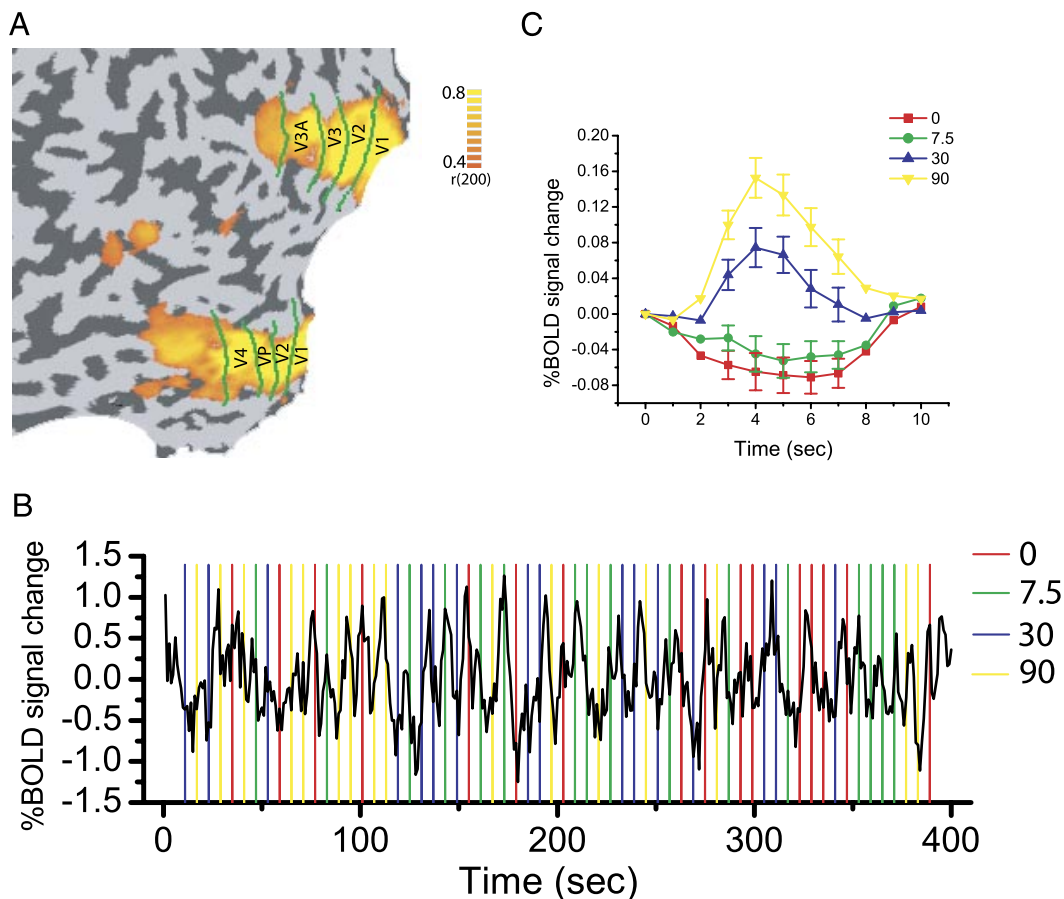 A
V3A
V3
V2
V1
V4
VP
V2
V1
0.8
0.4
r(200)
C
0
7.5
30
90
%BOLD signal change
0.20
0.16
0.12
0.08
0.04
0.00
-0.04
-0.08
0 2 4 6 8 10
Time (sec)
B
%BOLD signal change
1.5
1.0
0.5
0.0
-0.5
-1.0
-1.5
0 100 200 300 400
Time (sec)
0
7.5
30
90